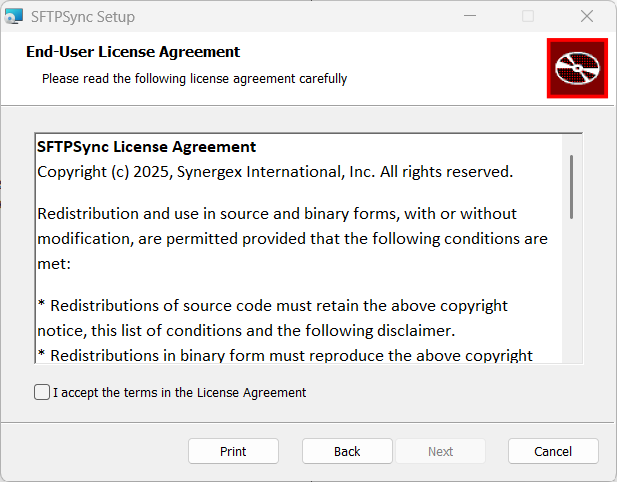 SFTPSync Setup
End-User License Agreement
Please read the following license agreement carefully
SFTPSync License Agreement
Copyright (c) 2025, Synergex International, Inc. All rights reserved.
Redistribution and use in source and binary forms, with or without
modification, are permitted provided that the following conditions are
met:
* Redistributions of source code must retain the above copyright
notice, this list of conditions and the following disclaimer.
* Redistributions in binary form must reproduce the above copyright
I accept the terms in the License Agreement
Print
Back
Next
Cancel